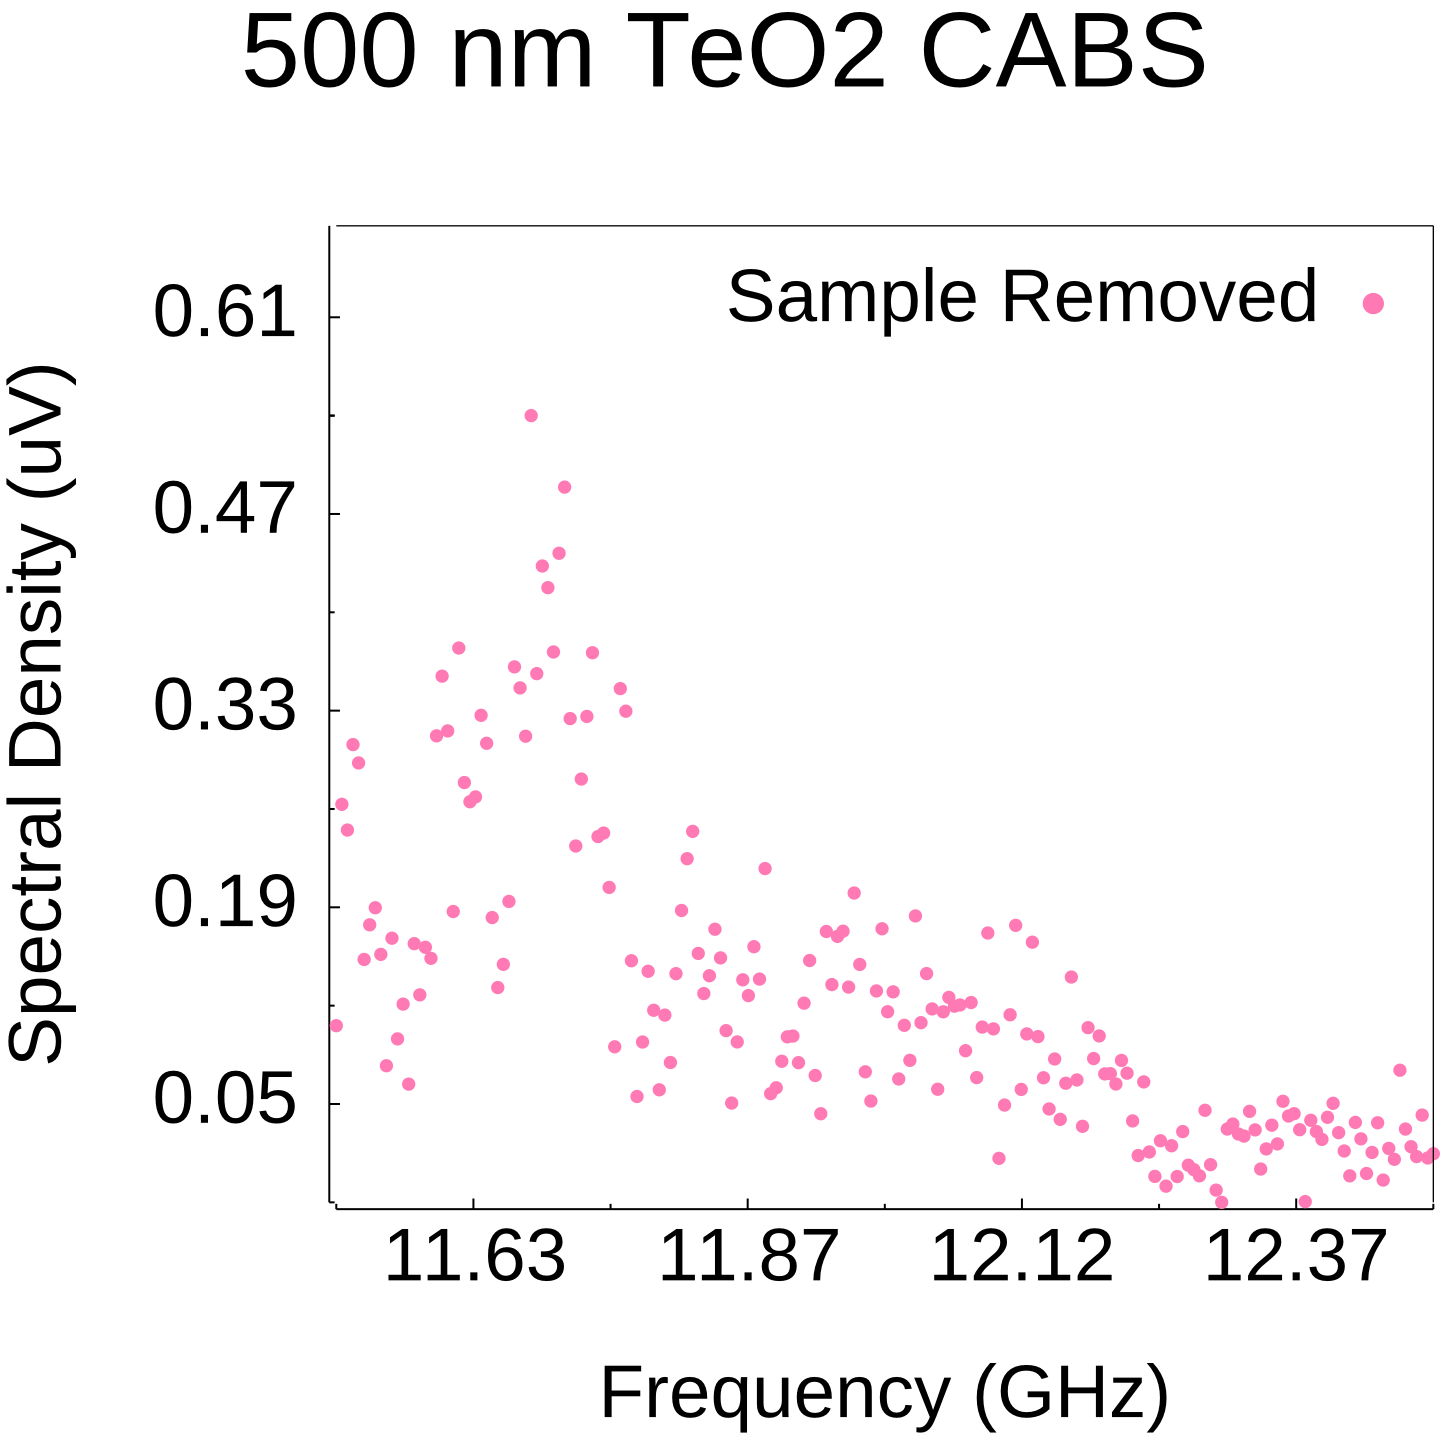 500 nm TeO2 CABS
Sample Removed
Spectral Density (uV)
0.61
0.47
0.33
0.19
0.05
11.63
11.87
12.12
12.37
Frequency (GHz)